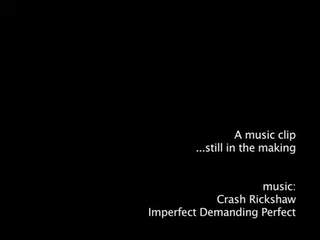 A music clip
...still in the making
music:
Crash Rickshaw
Imperfect Demanding Perfect